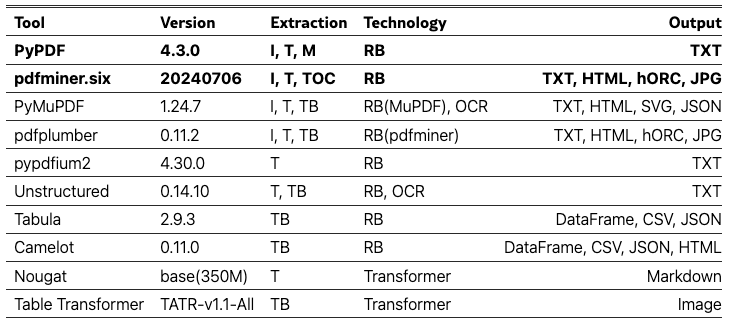 Tool Version Extraction Technology Output
PyPDF 4.3.0 I, T, M RB TXT
pdfminer.six 20240706 I, T, TOC RB TXT, HTML, hORC, JPG
PyMuPDF 1.24.7 I, T, TB RB(MuPDF), OCR TXT, HTML, SVG, JSON
pdfplumber 0.11.2 I, T, TB RB(pdfminer) TXT, HTML, hORC, JPG
pypdfium2 4.30.0 T RB TXT
Unstructured 0.14.10 T, TB RB, OCR TXT
Tabula 2.9.3 TB RB DataFrame, CSV, JSON
Camelot 0.11.0 TB RB DataFrame, CSV, JSON, HTML
Nougat base(350M) T Transformer Markdown
Table Transformer TATR-v1.1-All TB Transformer Image